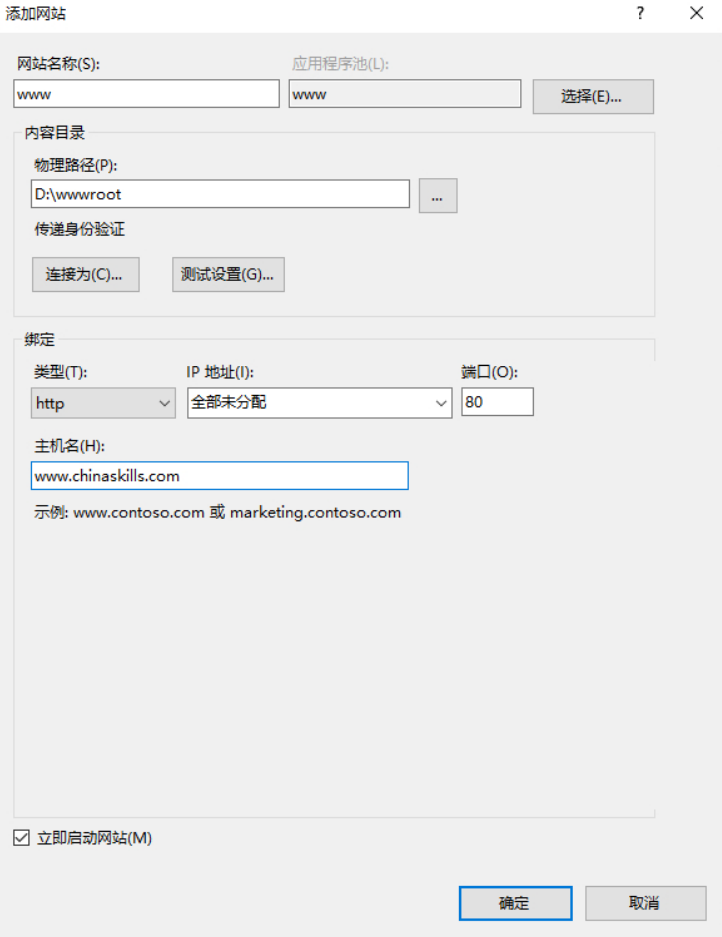 添加网站
?
网站名称(S):
应用程序池(L):
www
www
选择(E)...
内容目录
物理路径(P):
D:\wwwroot
...
传递身份验证
连接为(C)...
测试设置(G)...
绑定
类型(T):
IP 地址(I):
端口(O):
http
全部未分配
80
主机名(H):
www.chinaskills.com
示例: www.contoso.com 或 marketing.contoso.com
立即启动网站(M)
确定
取消